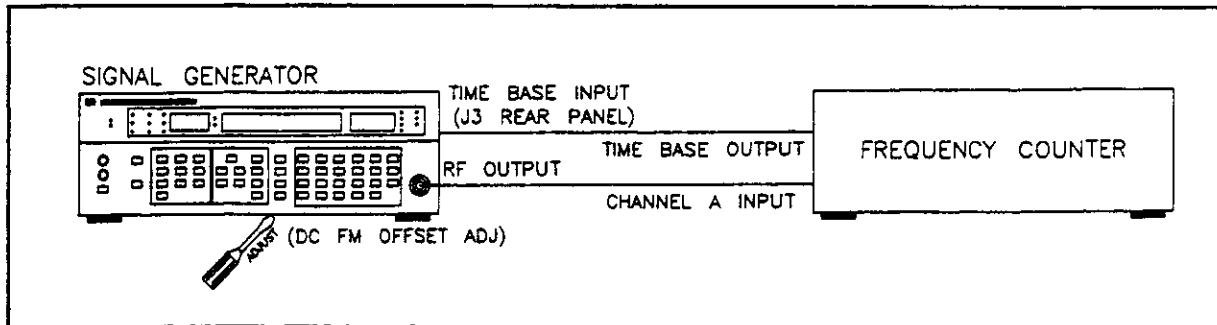 SIGNAL GENERATOR
TIME BASE INPUT
(J3 REAR PANEL)
TIME BASE OUTPUT
FREQUENCY COUNTER
RF OUTPUT
CHANNEL A INPUT
ADJUST
(DC FM OFFSET ADJ)